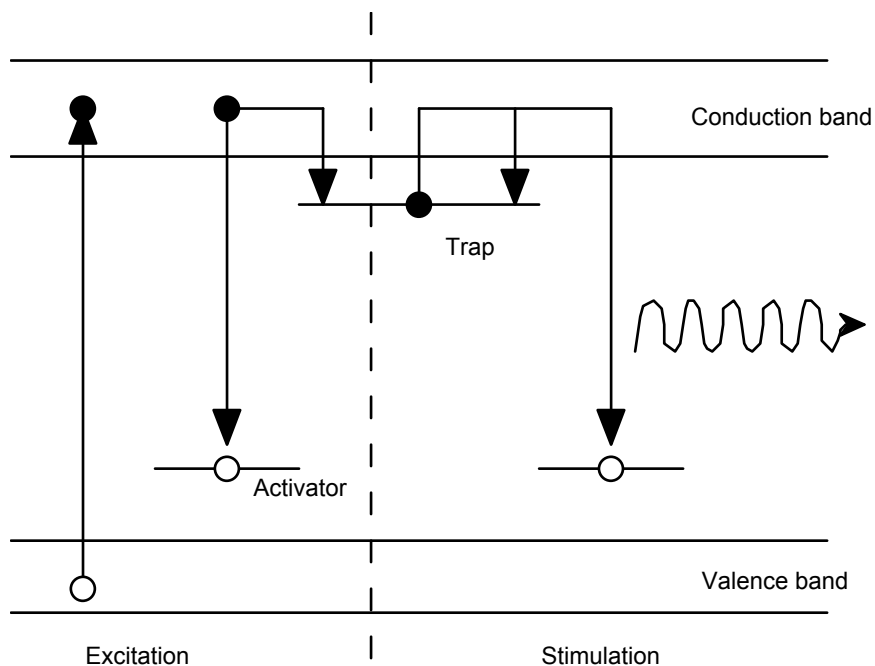 Conduction band
Trap
Activator
Valence band
Excitation
Stimulation